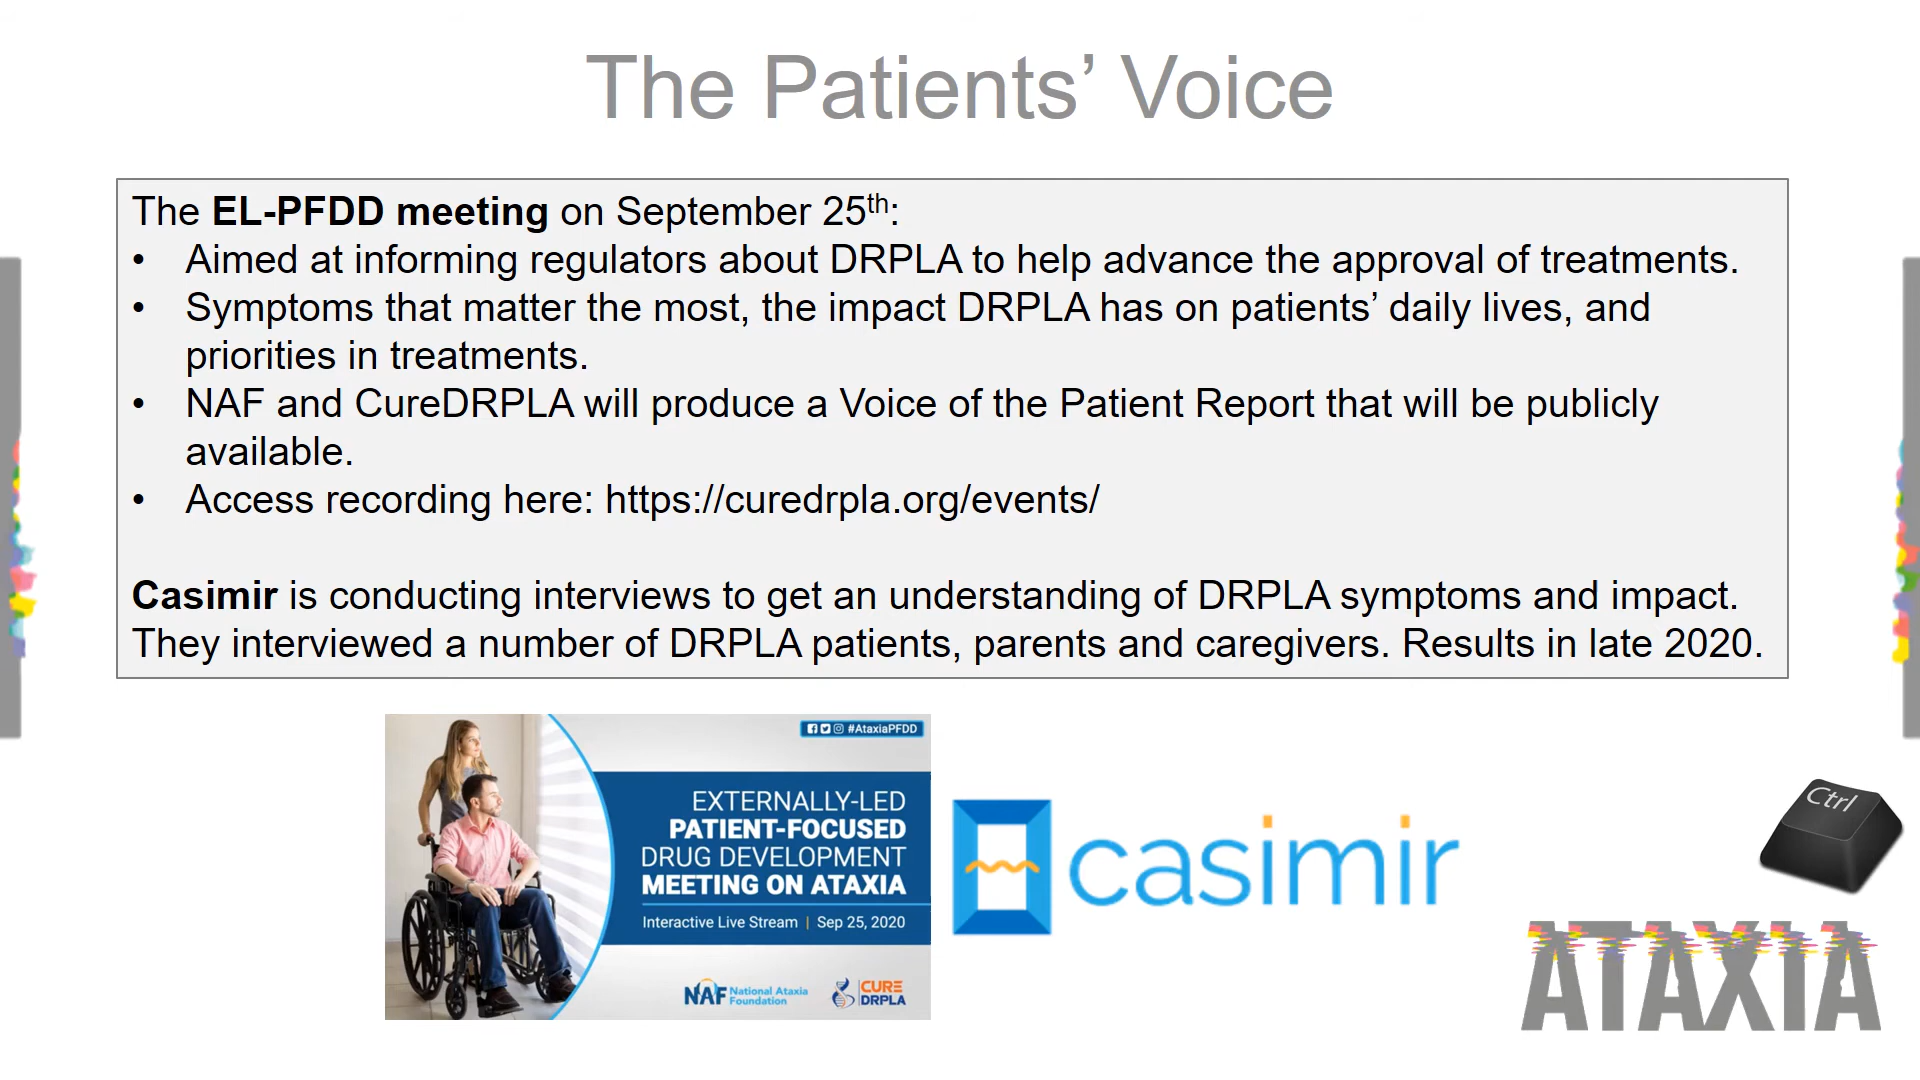 The Patients’ Voice
The EL-PFDD meeting on September 25th:
• Aimed at informing regulators about DRPLA to help advance the approval of treatments.
• Symptoms that matter the most, the impact DRPLA has on patients’ daily lives, and
priorities in treatments.
• NAF and CureDRPLA will produce a Voice of the Patient Report that will be publicly
available.
• Access recording here: https://curedrpla.org/events/
Casimir is conducting interviews to get an understanding of DRPLA symptoms and impact.
They interviewed a number of DRPLA patients, parents and caregivers. Results in late 2020.
#AtaxiaPFDD
EXTERNALLY-LED
PATIENT-FOCUSED
DRUG DEVELOPMENT
MEETING ON ATAXIA
Interactive Live Stream | Sep 25, 2020
NAF National Ataxia
Foundation
CURE
DRPLA
casimir
Ctrl
ATAXIA